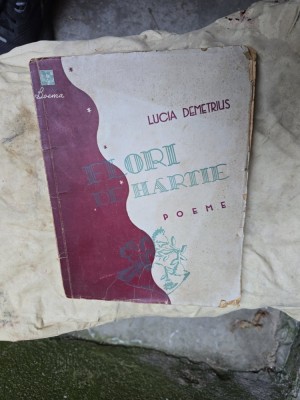 Poema
LUCIA DEMETRIUS
FLORI
DE HARTIE
POEME